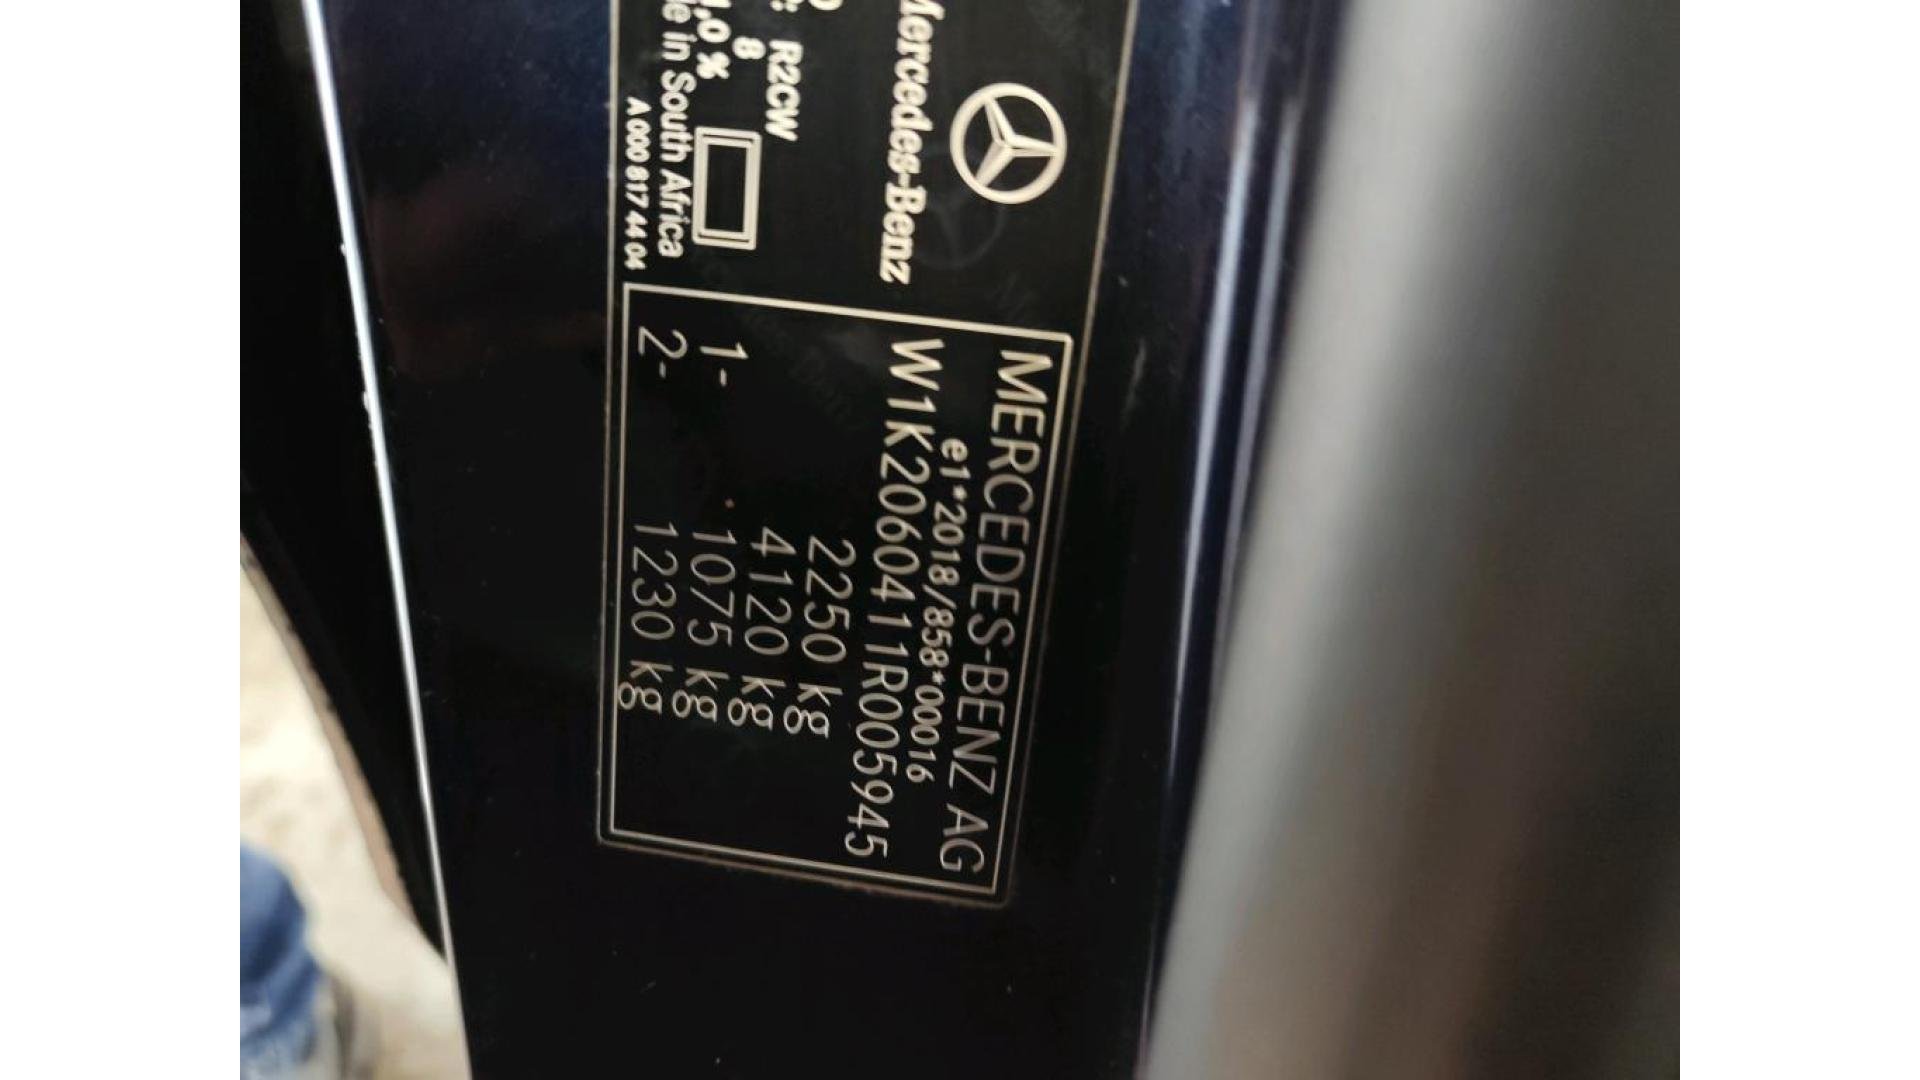 Mercedes-Benz
R2CW
8
1,0 %
in South Africa
A 000 817 44 04
MERCEDES-BENZ AG
e1*2018/858*00016
W1K2060411R005945
2250 kg
4120 kg
1- 1075 kg
2- 1230 kg